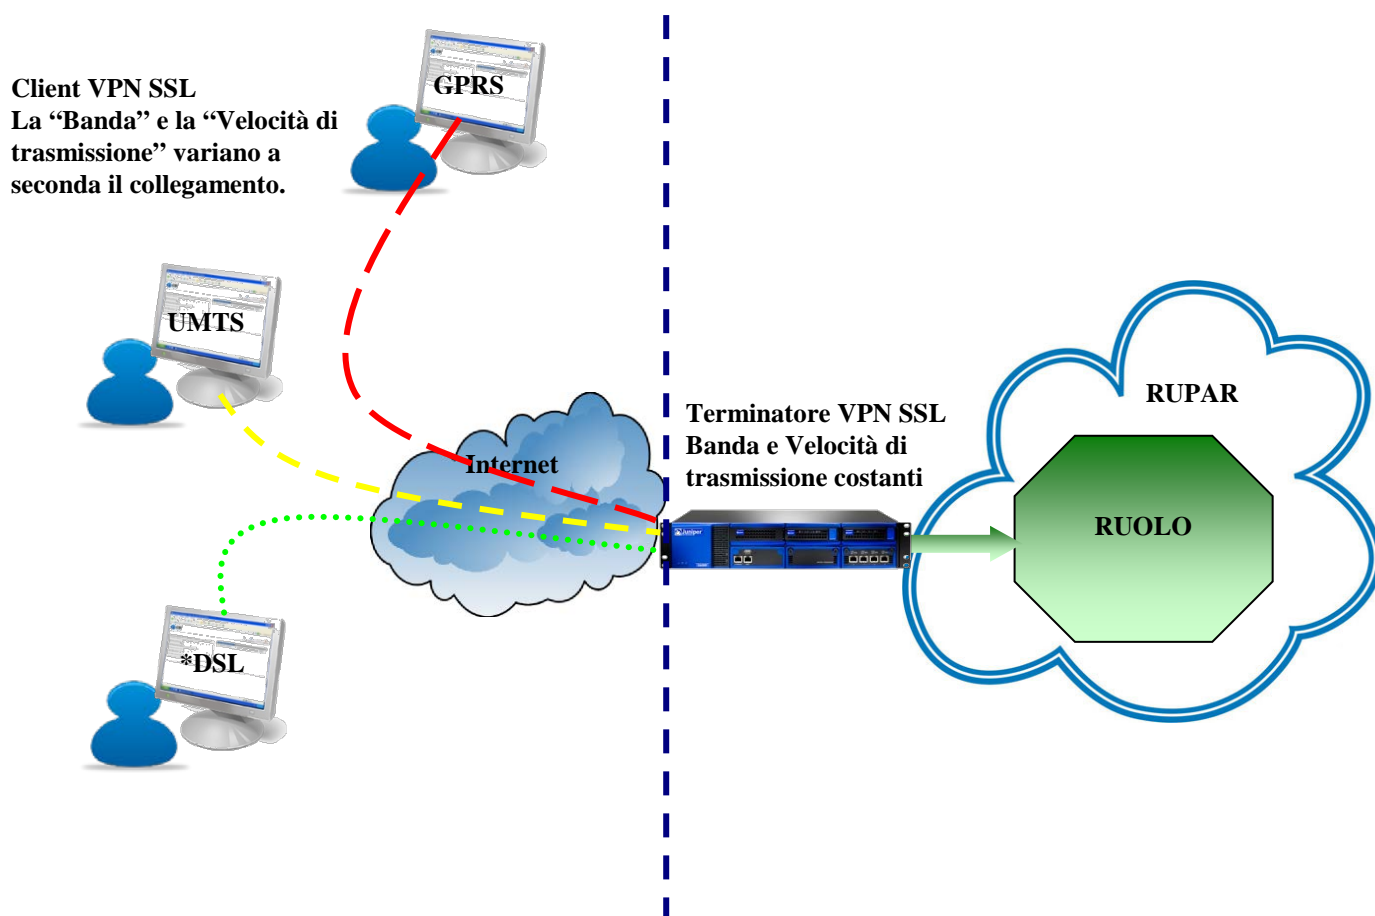 Client VPN SSL
La “Banda” e la “Velocità di
trasmissione” variano a
seconda il collegamento.
GPRS
UMTS
*DSL
Internet
Terminatore VPN SSL
Banda e Velocità di
trasmissione costanti
Juniper
RUPAR
RUOLO